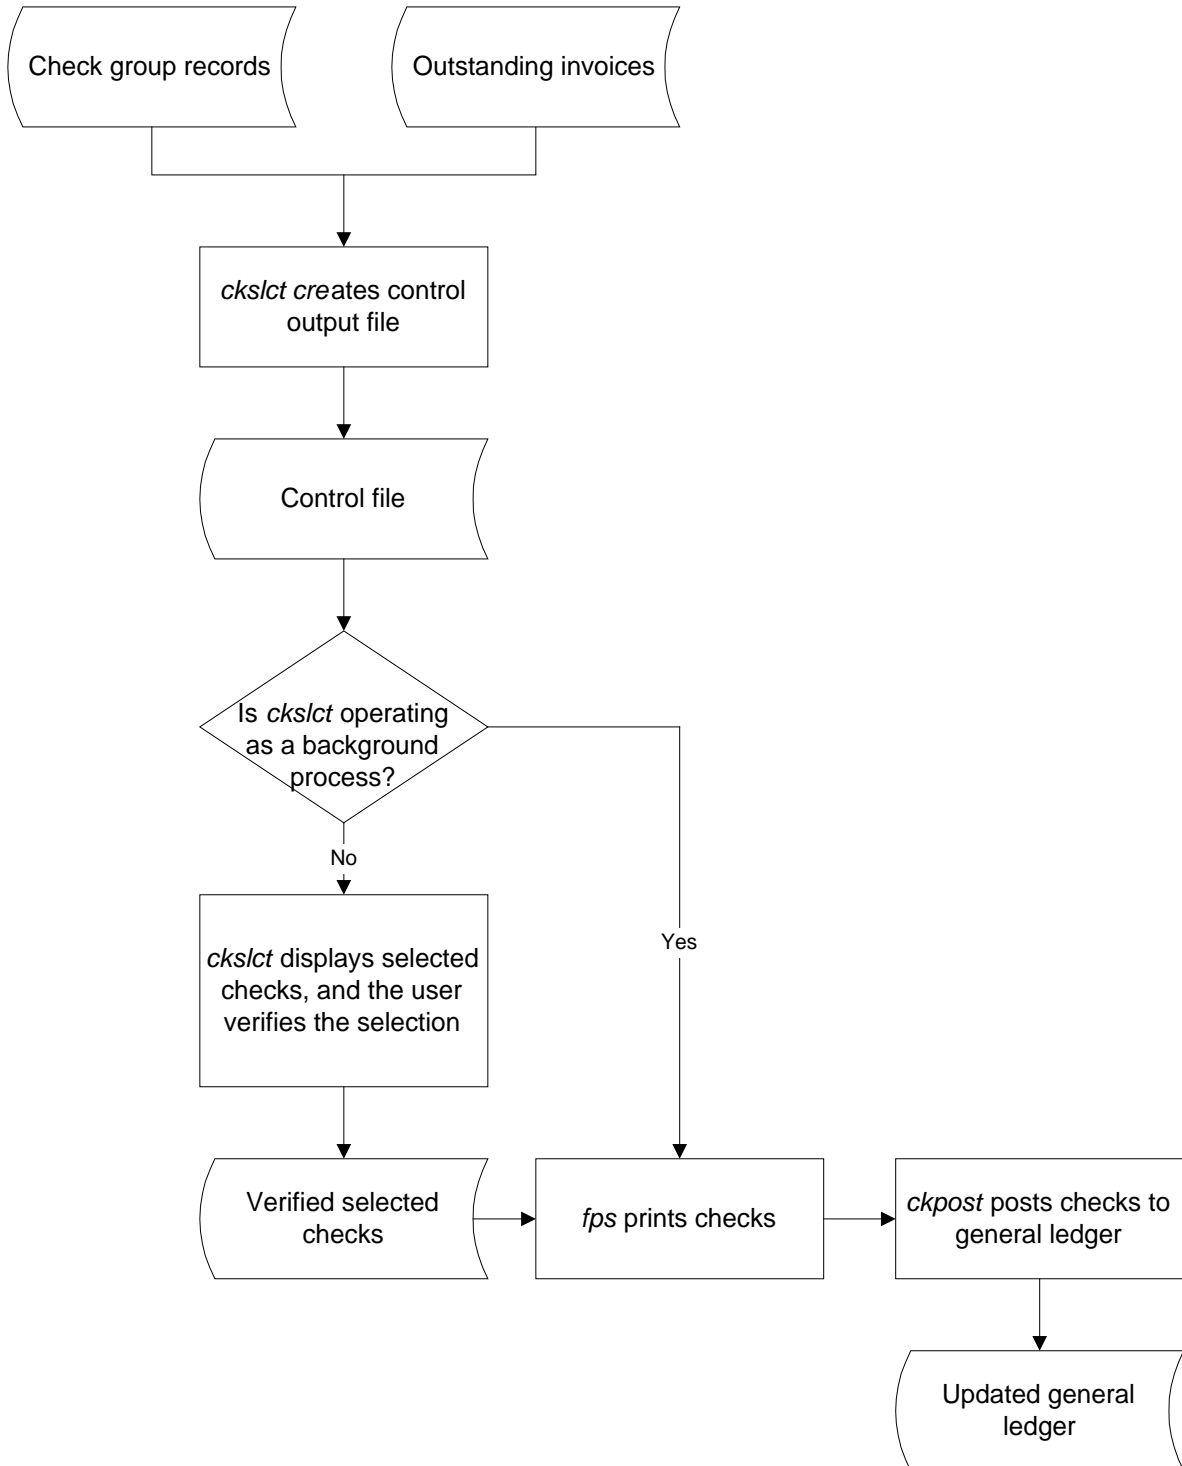 Check group records
Outstanding invoices
ckslct creates control
output file
Control file
Is ckslct operating
as a background
process?
No
Yes
ckslct displays selected
checks, and the user
verifies the selection
Verified selected
checks
fps prints checks
ckpost posts checks to
general ledger
Updated general
ledger